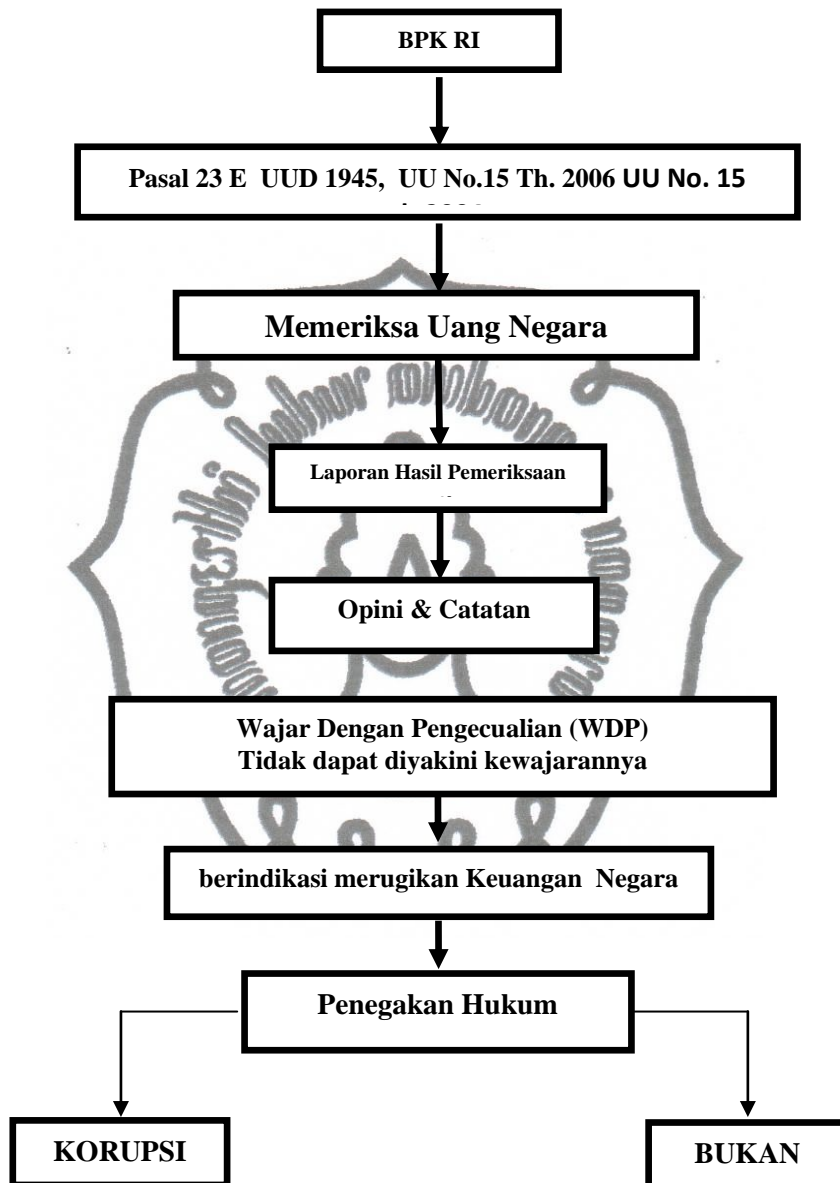 BPK RI
Pasal 23 E UUD 1945, UU No.15 Th. 2006 UU No. 15
Memeriksa Uang Negara
Laporan Hasil Pemeriksaan
Opini & Catatan
Wajar Dengan Pengecualian (WDP)
Tidak dapat diyakini kewajarannya
berindikasi merugikan Keuangan Negara
Penegakan Hukum
KORUPSI
BUKAN